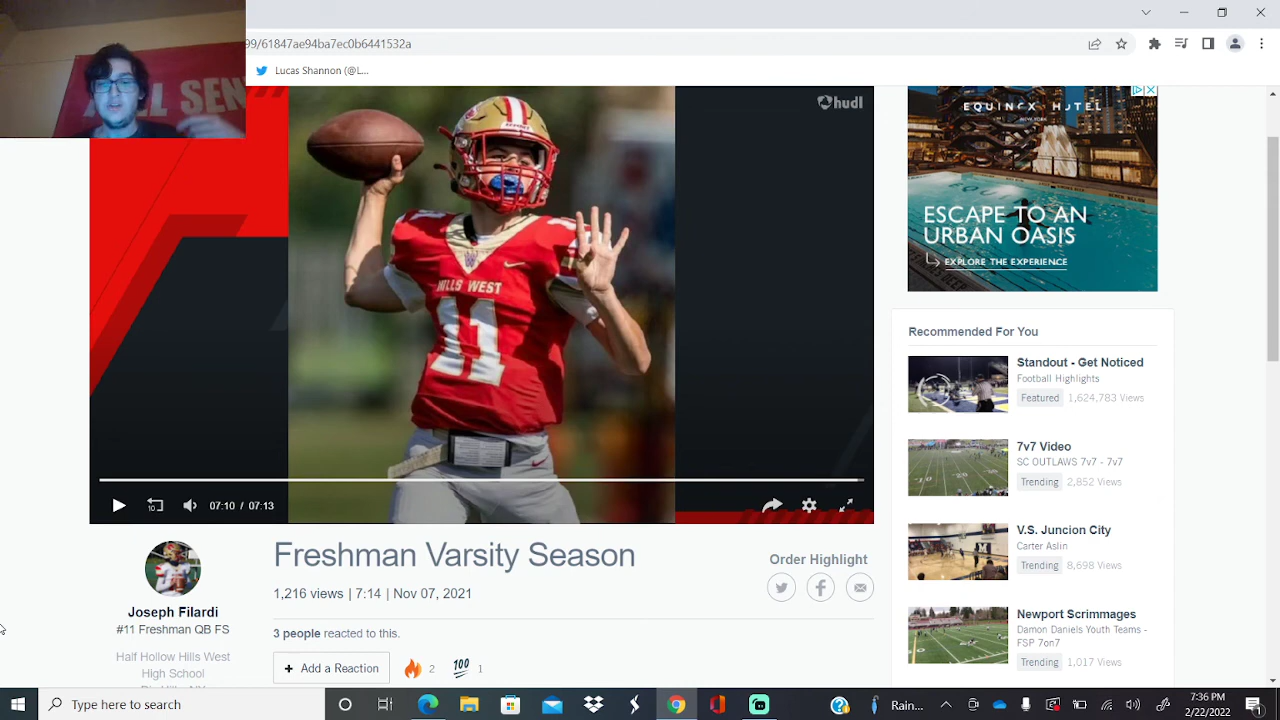 99/61847ae94ba7ec0b6441532a
Lucas Shannon (@L...
hudl
EQUINOX HOTEL
NEW YORK
ESCAPE TO AN
URBAN OASIS
EXPLORE THE EXPERIENCE
HILLS WEST
11
10
07:10 / 07:13
Recommended For You
Standout - Get Noticed
Football Highlights
Featured 1,624,783 Views
7v7 Video
SC OUTLAWS 7v7 - 7v7
Trending 2,852 Views
V.S. Juncion City
Carter Aslin
Trending 8,698 Views
Newport Scrimmages
Damon Daniels Youth Teams -
FSP 7on7
Trending 1,017 Views
Freshman Varsity Season
Order Highlight
1,216 views | 7:14 | Nov 07, 2021
3 people reacted to this.
+ Add a Reaction
2
100 1
Joseph Filardi
#11 Freshman QB FS
Half Hollow Hills West
High School
Type here to search
7:36 PM
2/22/2022